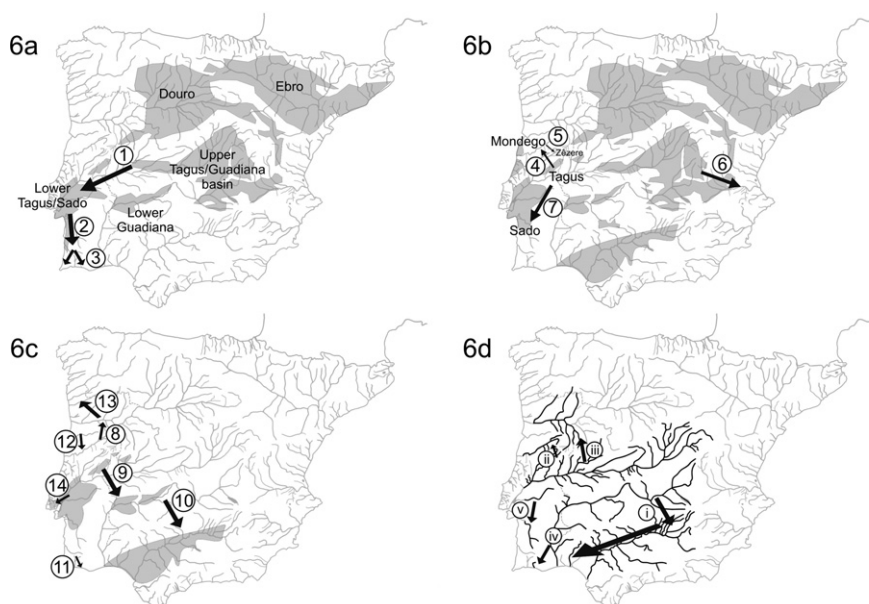 6a
Douro
Ebro
1
Upper
Tagus/Guadiana
basin
Lower
Tagus/Sado
Lower
Guadiana
2
3
6b
Mondego
5
Zêzere
4
Tagus
6
7
Sado
6c
13
12
8
9
14
10
11
6d
ii
iii
v
i
iv